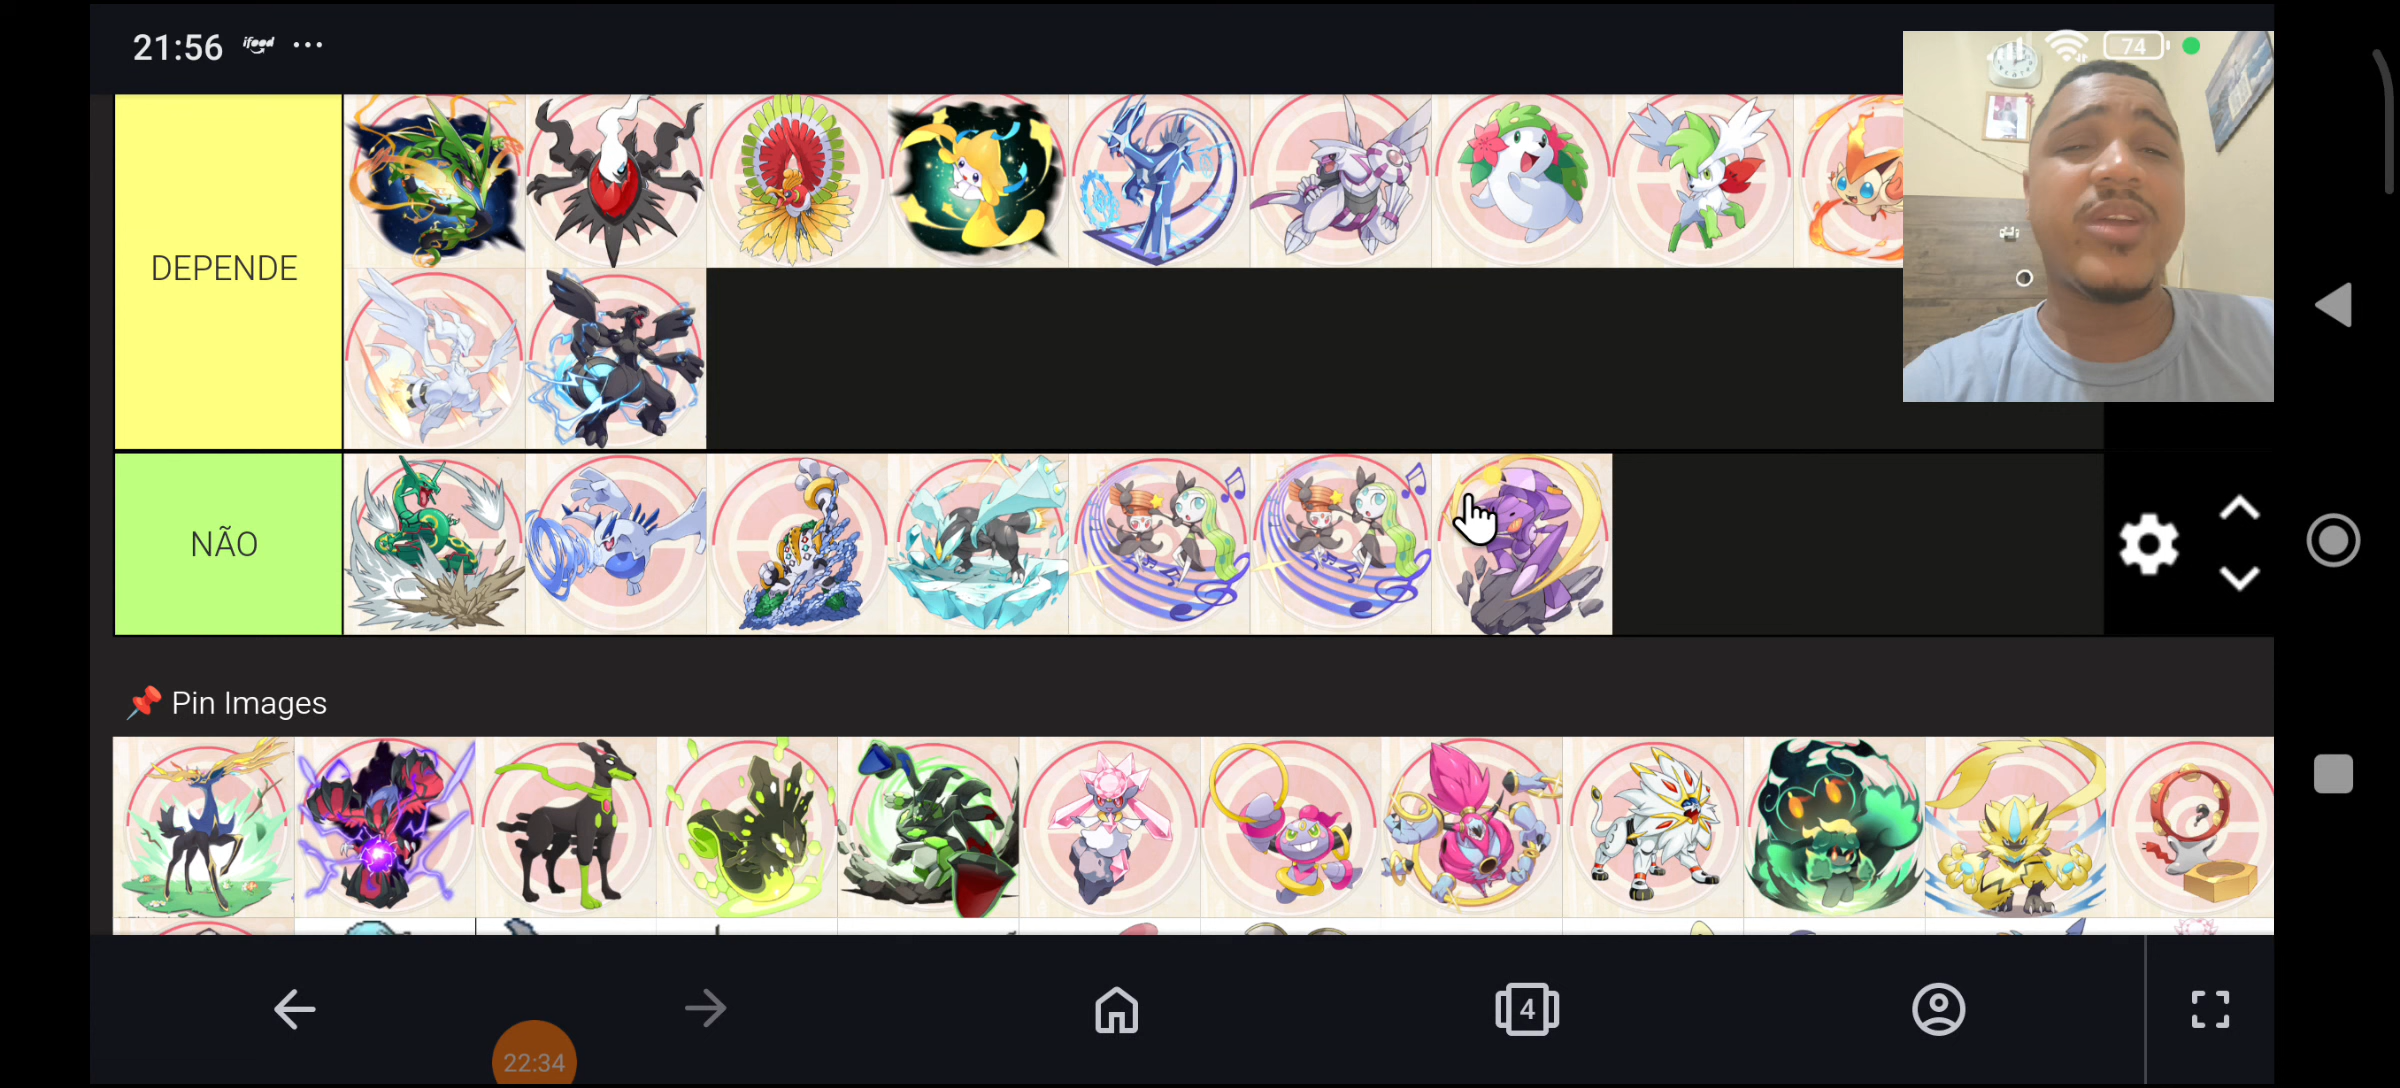 21:56 ifood ...
74
DEPENDE
NÃO
📌 Pin Images
4
22:34